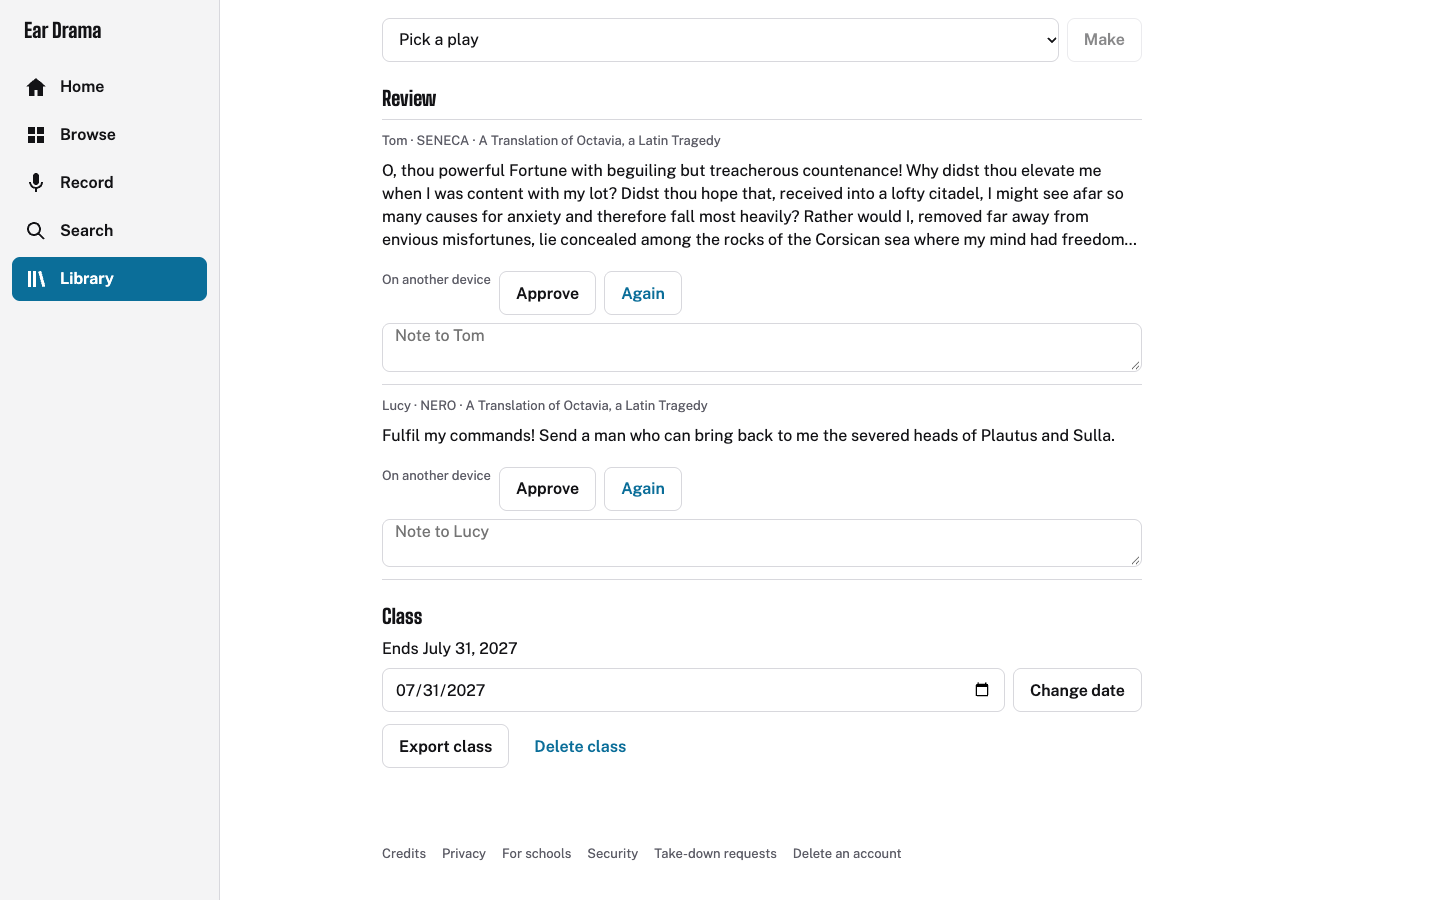 Ear Drama
Home
Browse
Record
Search
Library
Pick a play
Make
Review
Tom · SENECA · A Translation of Octavia, a Latin Tragedy
O, thou powerful Fortune with beguiling but treacherous countenance! Why didst thou elevate me
when I was content with my lot? Didst thou hope that, received into a lofty citadel, I might see afar so
many causes for anxiety and therefore fall most heavily? Rather would I, removed far away from
envious misfortunes, lie concealed among the rocks of the Corsican sea where my mind had freedom...
On another device
Approve
Again
Note to Tom
Lucy · NERO · A Translation of Octavia, a Latin Tragedy
Fulfil my commands! Send a man who can bring back to me the severed heads of Plautus and Sulla.
On another device
Approve
Again
Note to Lucy
Class
Ends July 31, 2027
07/31/2027
Change date
Export class
Delete class
Credits Privacy For schools Security Take-down requests Delete an account